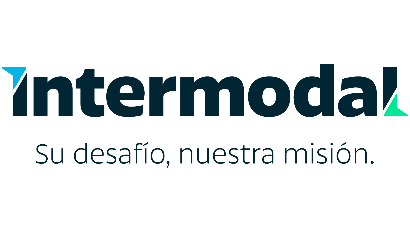 intermodal
Su desafío, nuestra misión.